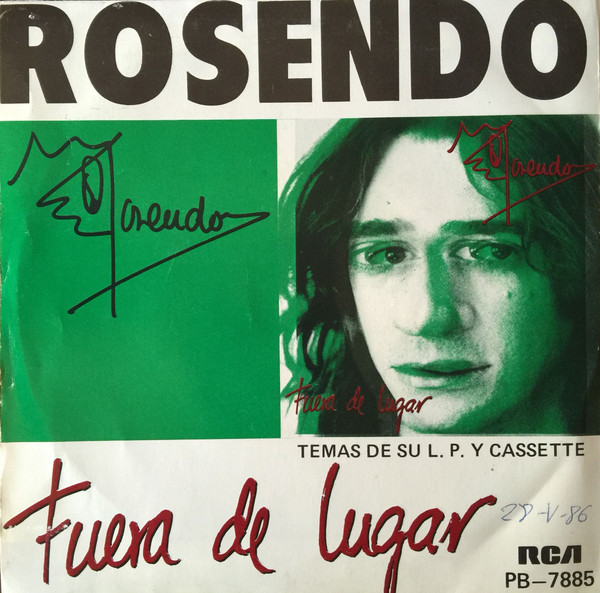 ROSENDO
Rosendo
Rosendo
Fuera de lugar
TEMAS DE SU L. P. Y CASSETTE
Fuera de lugar
28-V-86
RCA
PB-7885